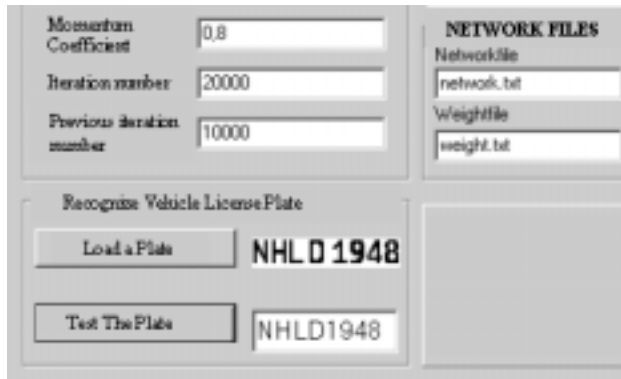 Momentum
Coefficient
0,8
Iteration number
20000
Previous iteration
number
10000
NETWORK FILES
Networkfile
network.txt
Weightfile
weight.txt
Recognize Vehicle License Plate
Load a Plate
NHLD 1948
Test The Plate
NHLD1948